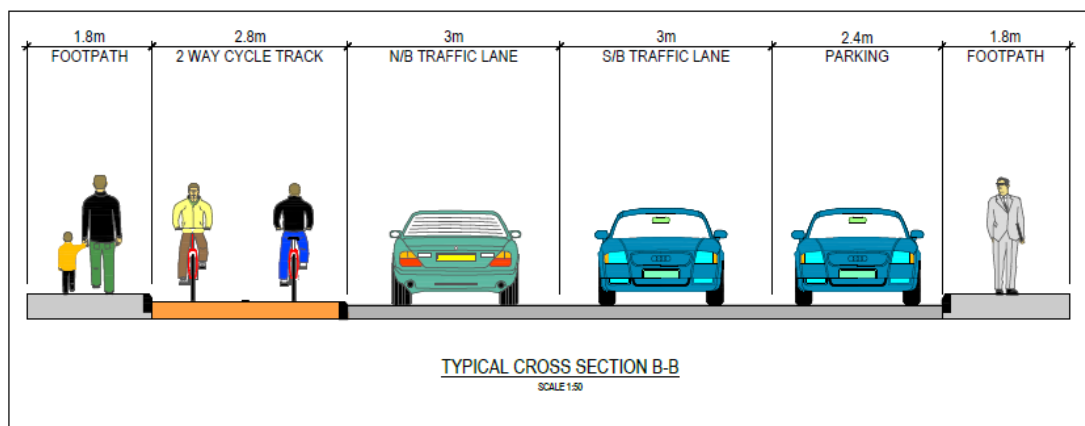 1.8m 2.8m 3m 3m 2.4m 1.8m
FOOTPATH 2 WAY CYCLE TRACK N/B TRAFFIC LANE S/B TRAFFIC LANE PARKING FOOTPATH
TYPICAL CROSS SECTION B-B
SCALE 1:50